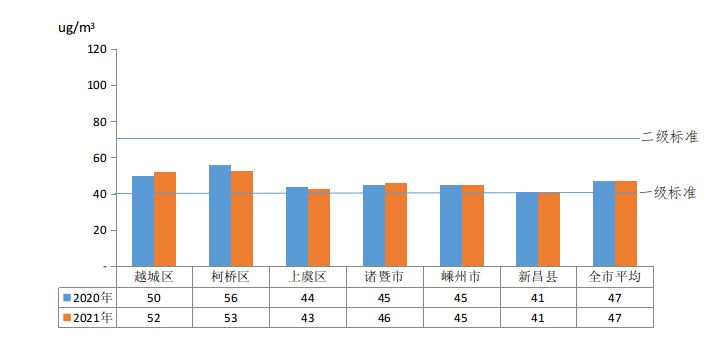 ug/m³
120
100
80
二级标准
60
40
一级标准
20
-
越城区 柯桥区 上虞区 诸暨市 嵊州市 新昌县 全市平均
2020年 50 56 44 45 45 41 47
2021年 52 53 43 46 45 41 47